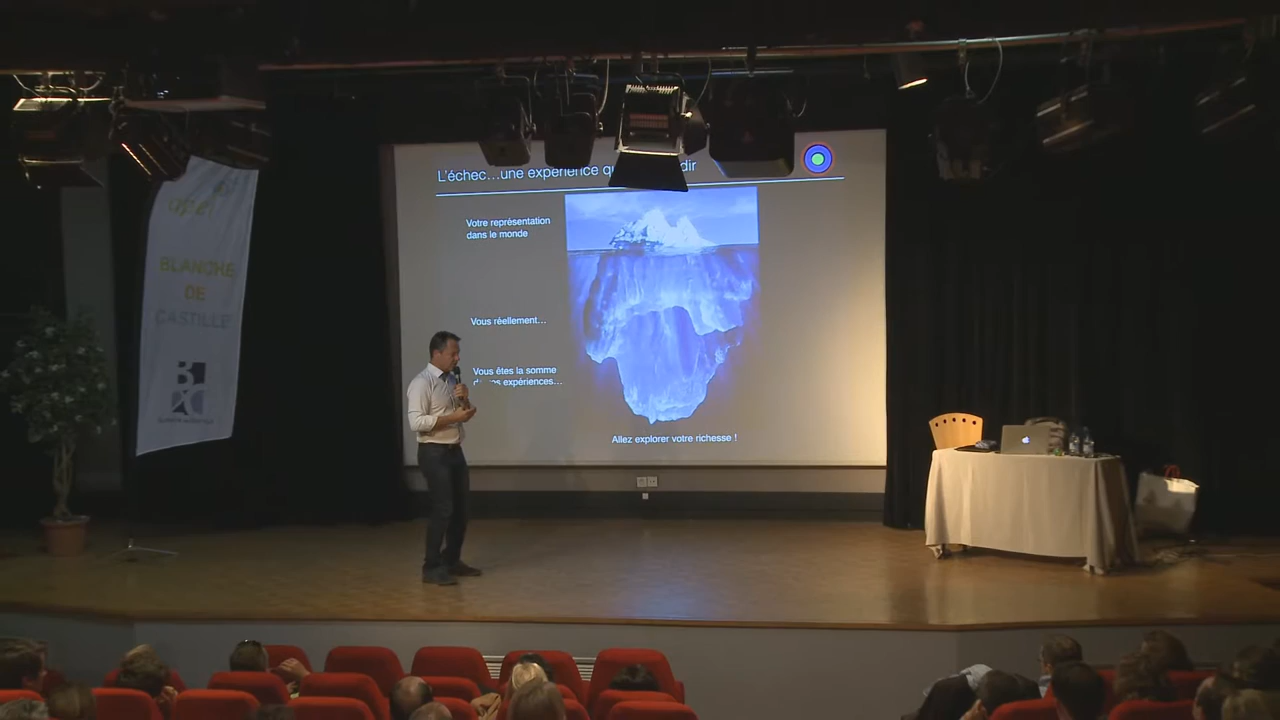 L'échec…une expérience
Votre représentation
dans le monde
Vous réellement…
Vous êtes la somme
expériences…
Allez explorer votre richesse !
apel
BLANCHE
DE
CASTILLE